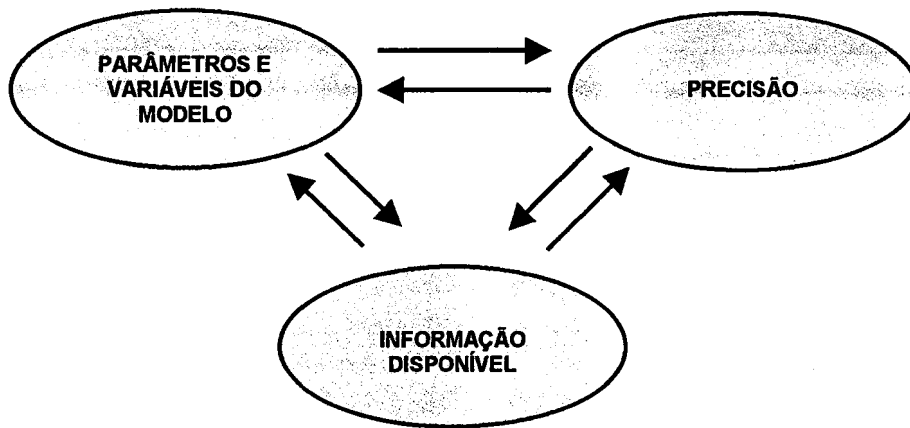 PARÂMETROS E
VARIÁVEIS DO
MODELO
PRECISÃO
INFORMAÇÃO
DISPONÍVEL